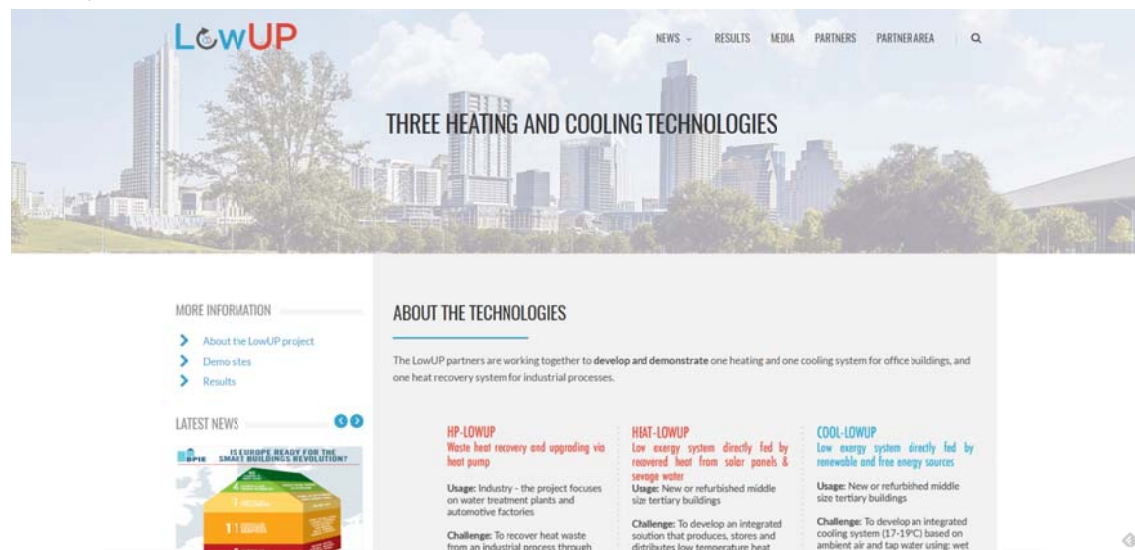 LowUP
NEWS RESULTS MEDIA PARTNERS PARTNER AREA
THREE HEATING AND COOLING TECHNOLOGIES
MORE INFORMATION
About the LowUP project
Demo sites
Results
LATEST NEWS
BPIE
IS EUROPE READY FOR THE
SMART BUILDINGS REVOLUTION?
ABOUT THE TECHNOLOGIES
The LowUP partners are working together to develop and demonstrate one heating and one cooling system for office buildings, and
one heat recovery system for industrial processes.
HP-LOWUP
Waste heat recovery and upgrading via
heat pump
Usage: Industry - the project focuses
on water treatment plants and
automotive factories
Challenge: To recover heat waste
from an industrial process through
HEAT-LOWUP
Low exergy system directly fed by
recovered heat from solar panels &
sewage water
Usage: New or refurbished middle
size tertiary buildings
Challenge: To develop an integrated
soution that produces, stores and
distributes low temperature heat
COOL-LOWUP
Low exergy system directly fed by
renewable and free energy sources
Usage: New or refurbished middle
size tertiary buildings
Challenge: To develop an integrated
cooling system (17-19ºC) based on
ambient air and tap water using: wet